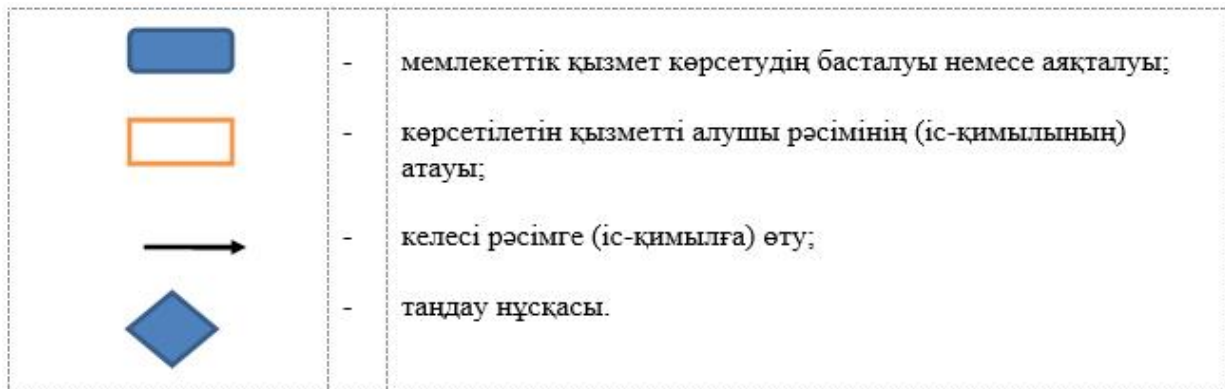 - мемлекеттік қызмет көрсетудің басталуы немесе аяқталуы;
- көрсетілетін қызметті алушы рәсімінің (іс-қимылының)
атауы;
- келесі рәсімге (іс-қимылға) өту;
- таңдау нұсқасы.